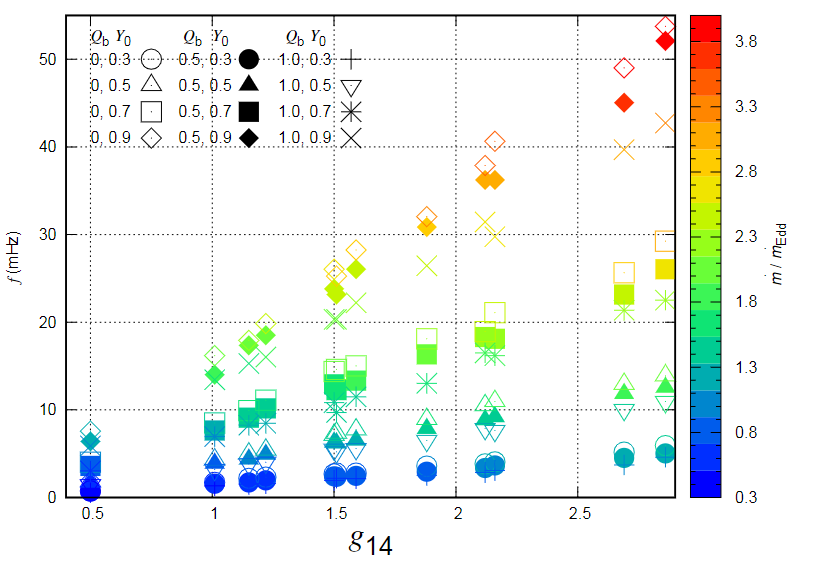 Qb Y0 Qb Y0 Qb Y0
0, 0.3 0.5, 0.3 1.0, 0.3
0, 0.5 0.5, 0.5 1.0, 0.5
0, 0.7 0.5, 0.7 1.0, 0.7
0, 0.9 0.5, 0.9 1.0, 0.9
50
40
30
20
10
0
f (mHz)
0.5 1 1.5 2 2.5
g14
3.8
3.3
2.8
2.3
1.8
1.3
0.8
0.3
ṁ / ṁEdd